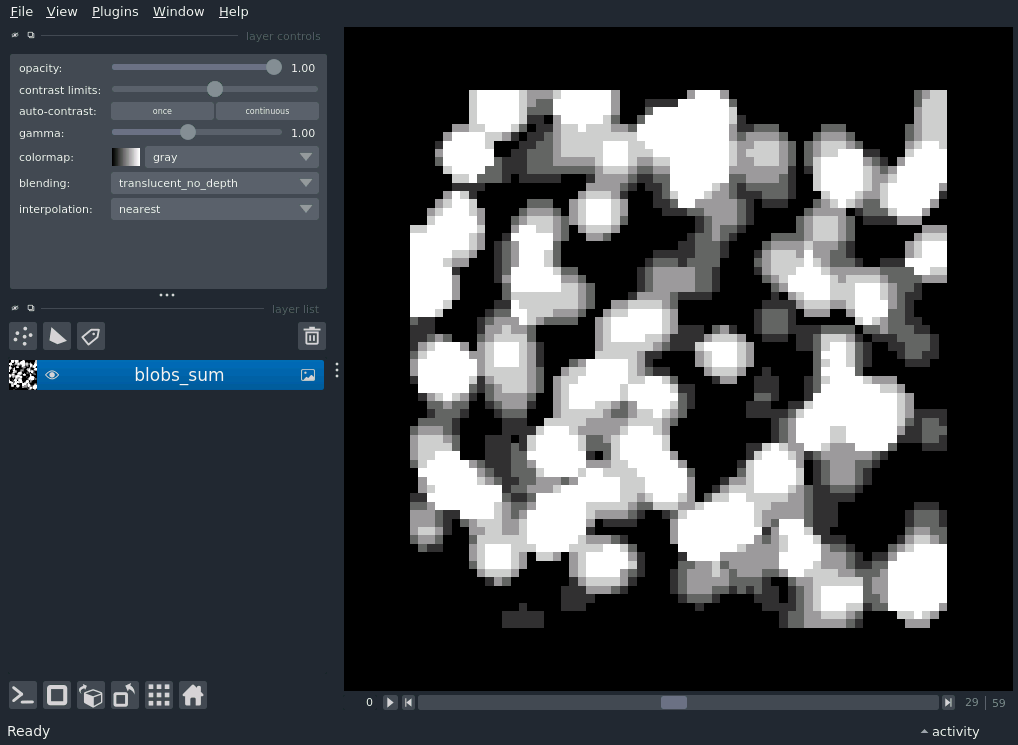 File View Plugins Window Help
layer controls
opacity: 1.00
contrast limits:
auto-contrast: once continuous
gamma: 1.00
colormap: gray
blending: translucent_no_depth
interpolation: nearest
layer list
blobs_sum
0 29 59
Ready activity